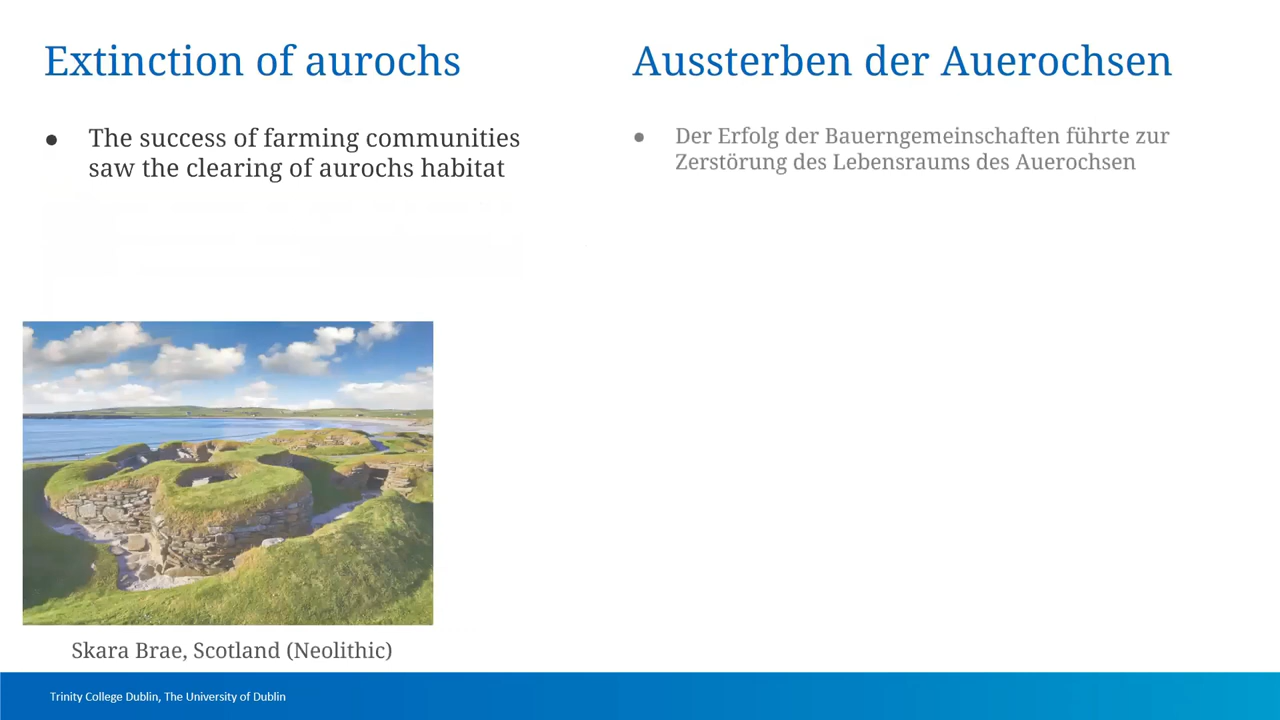 Extinction of aurochs
● The success of farming communities
saw the clearing of aurochs habitat
Aussterben der Auerochsen
● Der Erfolg der Bauerngemeinschaften führte zur
Zerstörung des Lebensraums des Auerochsen
Skara Brae, Scotland (Neolithic)
Trinity College Dublin, The University of Dublin